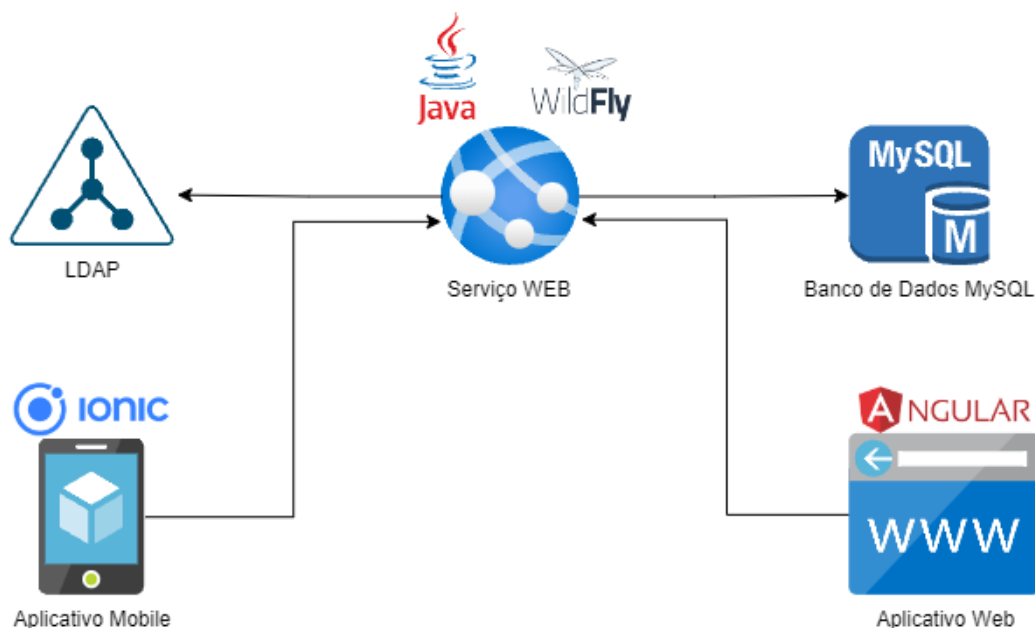 Java
WildFly
MySQL
M
LDAP
Serviço WEB
Banco de Dados MySQL
IONIC
ANGULAR
WWW
Aplicativo Mobile
Aplicativo Web